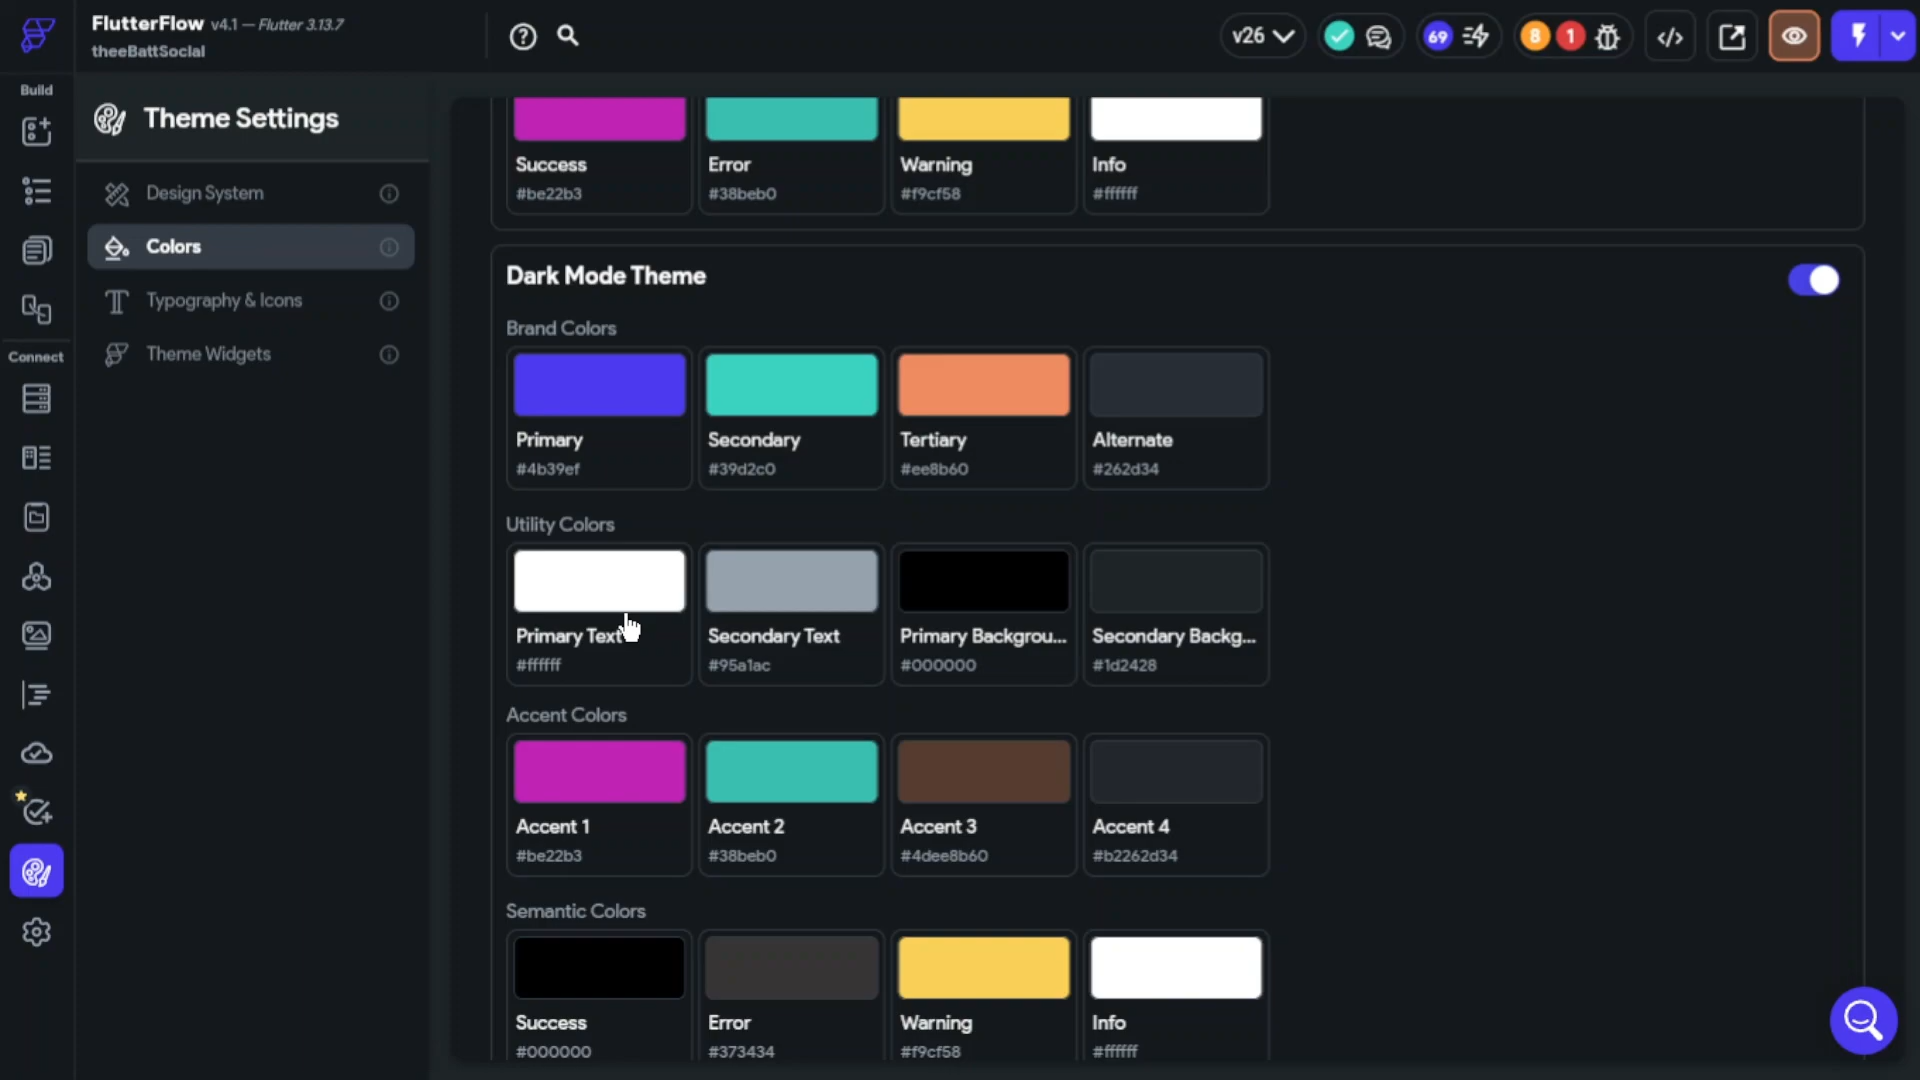 FlutterFlow v4.1 — Flutter 3.13.7
theeBattSocial
v26
69
8
1
Build
Connect
Theme Settings
Design System
Colors
Typography & Icons
Theme Widgets
Success
Error
Warning
Info
#be22b3
#38beb0
#f9cf58
#ffffff
Dark Mode Theme
Brand Colors
Primary
Secondary
Tertiary
Alternate
#4b39ef
#39d2c0
#ee8b60
#262d34
Utility Colors
Primary Text
Secondary Text
Primary Backgrou...
Secondary Backg...
#ffffff
#95a1ac
#000000
#1d2428
Accent Colors
Accent 1
Accent 2
Accent 3
Accent 4
#be22b3
#38beb0
#4dee8b60
#b2262d34
Semantic Colors
Success
Error
Warning
Info
#000000
#373434
#f9cf58
#ffffff